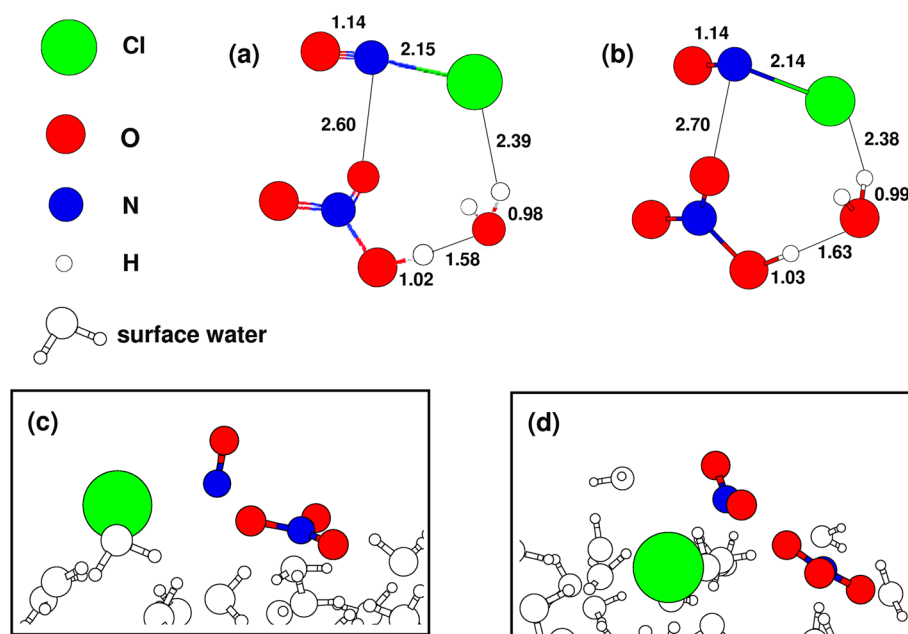 Cl
O
N
H
surface water
(a)
1.14
2.15
2.60
2.39
0.98
1.58
1.02
(b)
1.14
2.14
2.70
2.38
0.99
1.63
1.03
(c)
(d)